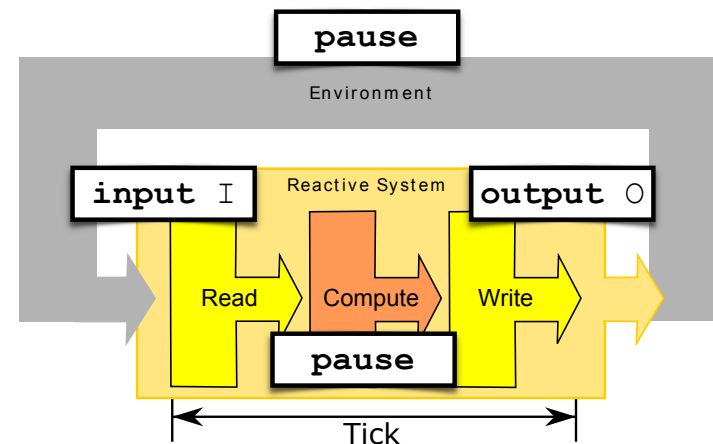 pause
Environment
Reactive System
input I
output O
Read
Compute
Write
pause
Tick